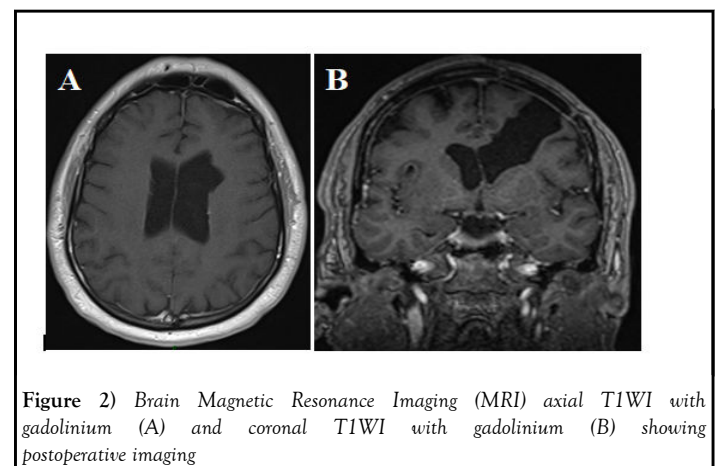 A
B
Figure 2) Brain Magnetic Resonance Imaging (MRI) axial T1WI with
gadolinium (A) and coronal T1WI with gadolinium (B) showing
postoperative imaging